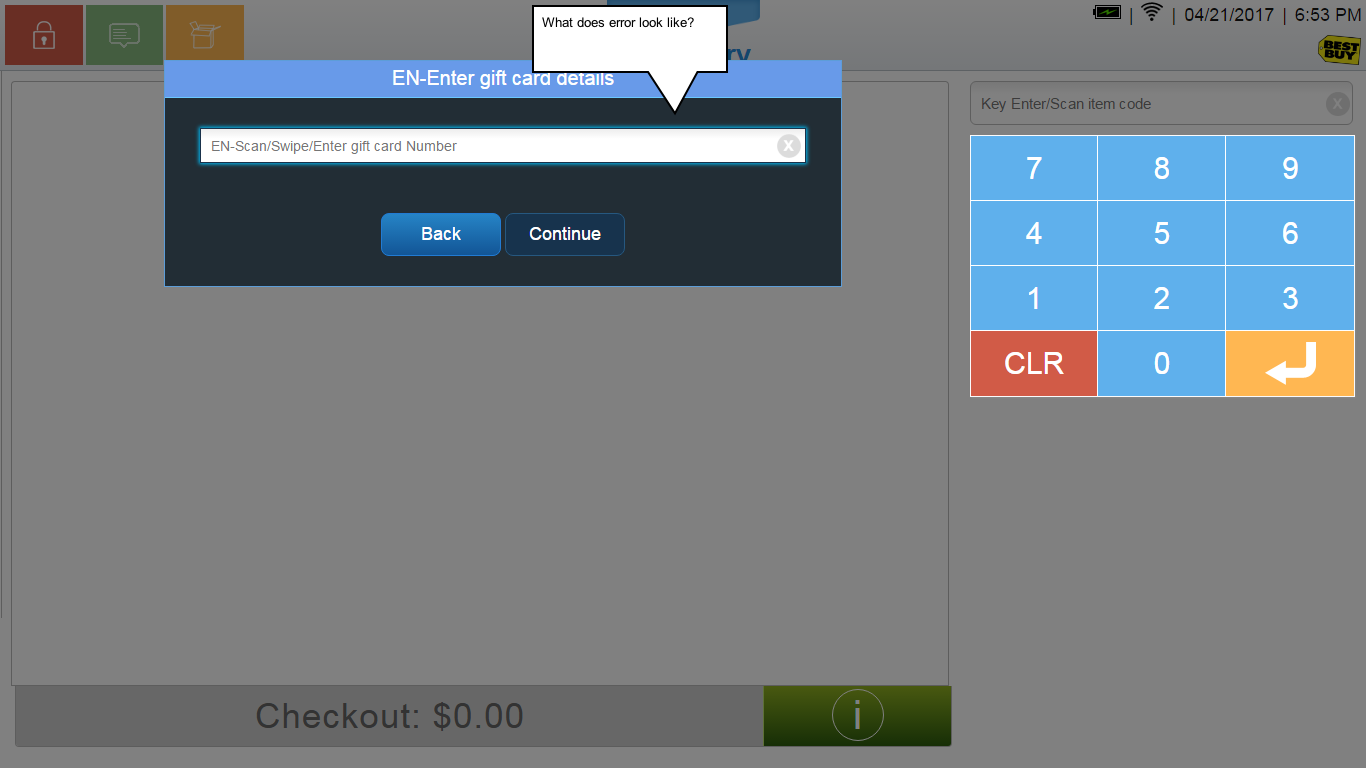 What does error look like?
| | 04/21/2017 | 6:53 PM
BEST
BUY
ry
EN-Enter gift card details
EN-Scan/Swipe/Enter gift card Number
X
Back Continue
Key Enter/Scan item code X
7 8 9
4 5 6
1 2 3
CLR 0
Checkout: $0.00 i